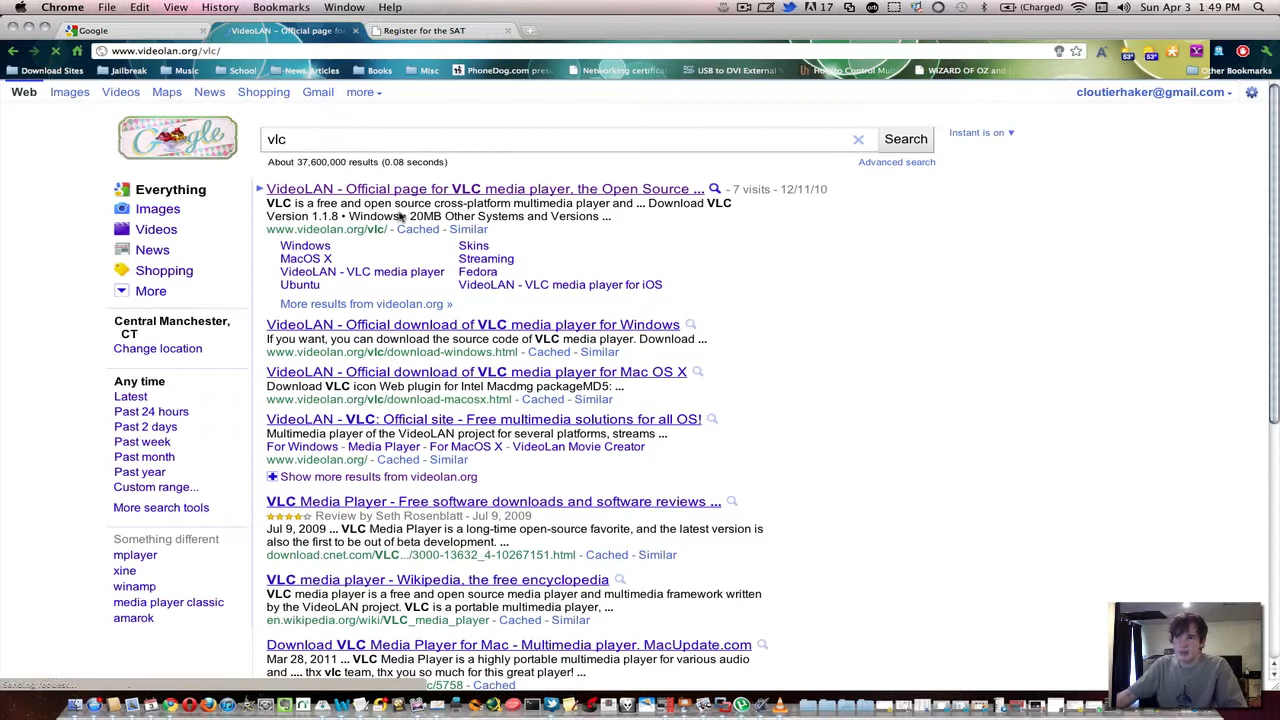 Chrome File Edit View History Bookmarks Window Help
17 (Charged) Sun Apr 3 1:49 PM
Google
VideoLAN – Official page for
Register for the SAT
www.videolan.org/vlc/
Download Sites Jailbreak Music School News Articles Books Misc PhoneDog.com Networking USB to DVI External WIZARD OF OZ and Other Bookmarks
Web Images Videos Maps News Shopping Gmail more
cloutierhaker@gmail.com
Google
vlc
Search
Instant is on ▼
About 37,600,000 results (0.08 seconds)
Advanced search
Everything
Images
Videos
News
Shopping
More
Central Manchester,
CT
Change location
Any time
Latest
Past 24 hours
Past 2 days
Past week
Past month
Past year
Custom range...
More search tools
Something different
mplayer
xine
winamp
media player classic
amarok
VideoLAN - Official page for VLC media player, the Open Source ... - 7 visits - 12/11/10
VLC is a free and open source cross-platform multimedia player and ... Download VLC
Version 1.1.8 • Windows 20MB Other Systems and Versions ...
www.videolan.org/vlc/ - Cached - Similar
Windows Skins
MacOS X Streaming
VideoLAN - VLC media player Fedora
Ubuntu VideoLAN - VLC media player for iOS
More results from videolan.org »
VideoLAN - Official download of VLC media player for Windows
If you want, you can download the source code of VLC media player. Download ...
www.videolan.org/vlc/download-windows.html - Cached - Similar
VideoLAN - Official download of VLC media player for Mac OS X
Download VLC icon Web plugin for Intel Macdmg packageMD5: ...
www.videolan.org/vlc/download-macosx.html - Cached - Similar
VideoLAN - VLC: Official site - Free multimedia solutions for all OS!
Multimedia player of the VideoLAN project for several platforms, streams ...
For Windows - Media Player - For MacOS X - VideoLan Movie Creator
www.videolan.org/ - Cached - Similar
Show more results from videolan.org
VLC Media Player - Free software downloads and software reviews ...
Review by Seth Rosenblatt - Jul 9, 2009
Jul 9, 2009 ... VLC Media Player is a long-time open-source favorite, and the latest version is
also the first to be out of beta development. ...
download.cnet.com/VLC.../3000-13632_4-10267151.html - Cached - Similar
VLC media player - Wikipedia, the free encyclopedia
VLC media player is a free and open source media player and multimedia framework written
by the VideoLAN project. VLC is a portable multimedia player, ...
en.wikipedia.org/wiki/VLC_media_player - Cached - Similar
Download VLC Media Player for Mac - Multimedia player. MacUpdate.com
Mar 28, 2011 ... VLC Media Player is a highly portable multimedia player for various audio
and .... thx vlc team, thx you so much for this great player! ...
c/5758 - Cached
Sending request...